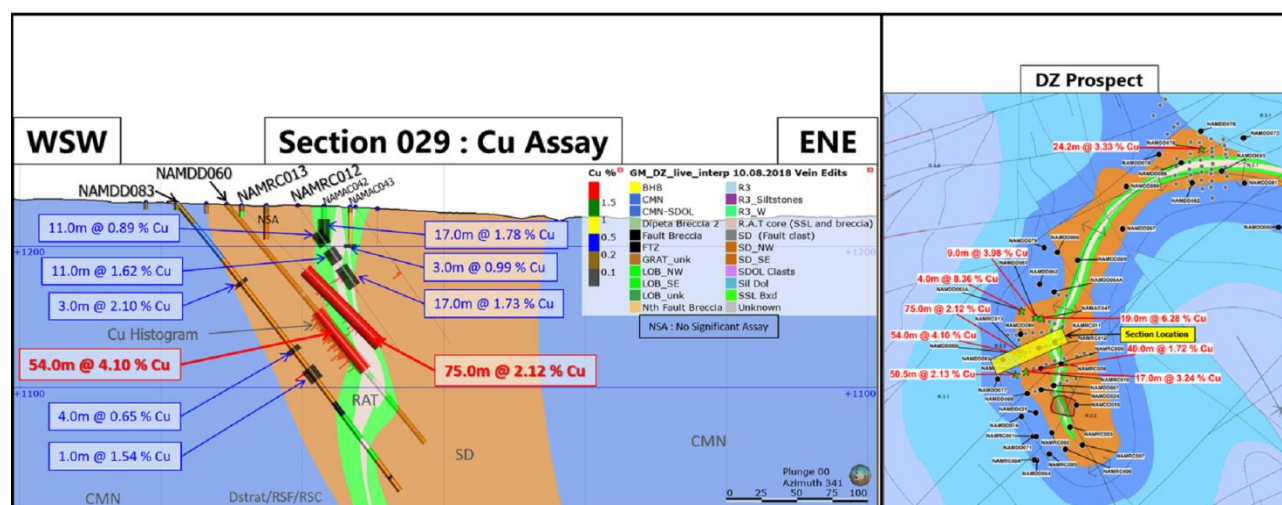 WSW
Section 029 : Cu Assay
ENE
NAMDD083
NAMDD060
NAMRC013
NAMRC012
NAMAC042
NAMAC043
NSA
11.0m @ 0.89 % Cu
11.0m @ 1.62 % Cu
3.0m @ 2.10 % Cu
Cu Histogram
54.0m @ 4.10 % Cu
4.0m @ 0.65 % Cu
1.0m @ 1.54 % Cu
17.0m @ 1.78 % Cu
3.0m @ 0.99 % Cu
17.0m @ 1.73 % Cu
75.0m @ 2.12 % Cu
+1200
+1100
+1200
+1100
RAT
SD
CMN
CMN
Dstrat/RSF/RSC
Cu %
1.5
1
0.5
0.2
0.1
GM_DZ_live_interp 10.08.2018 Vein Edits
BHB
CMN
CMN-SDOL
Dipeta Breccia 2
Fault Breccia
FTZ
GRAT_unk
LOB_NW
LOB_SE
LOB_unk
Nth Fault Breccia
R3
R3_Siltstones
R3_W
R.A.T core (SSL and breccia)
SD (Fault clast)
SD_NW
SD_SE
SDOL Clasts
Sil Dol
SSL Bxd
Unknown
NSA : No Significant Assay
Plunge 00
Azimuth 341
0 25 50 75 100
DZ Prospect
24.2m @ 3.33 % Cu
9.0m @ 3.98 % Cu
4.0m @ 8.36 % Cu
75.0m @ 2.12 % Cu
54.0m @ 4.10 % Cu
50.5m @ 2.13 % Cu
19.0m @ 6.28 % Cu
Section Location
40.0m @ 1.72 % Cu
17.0m @ 3.24 % Cu
NAMDD073
NAMDD077
NAMDD074
NAMDD071